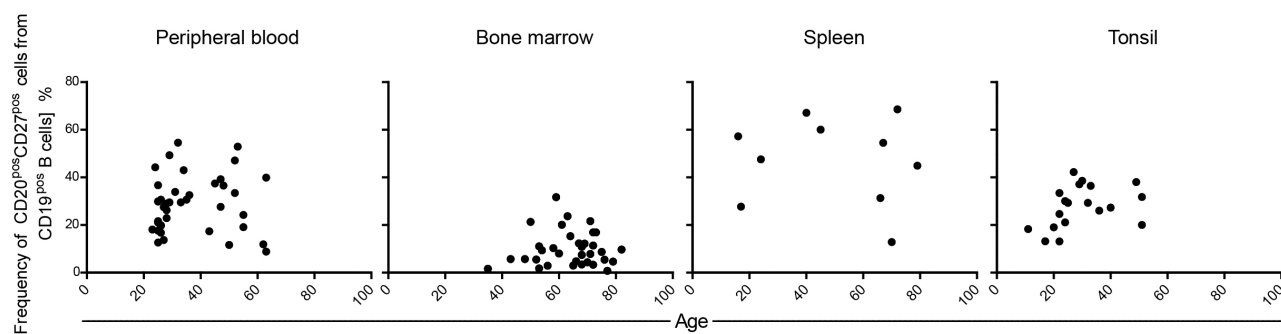 Frequency of CD20posCD27pos cells from
CD19pos B cells] %
Peripheral blood
Bone marrow
Spleen
Tonsil
80
60
40
20
0
0 20 40 60 80 100
0 20 40 60 80 100
0 20 40 60 80 100
0 20 40 60 80 100
Age